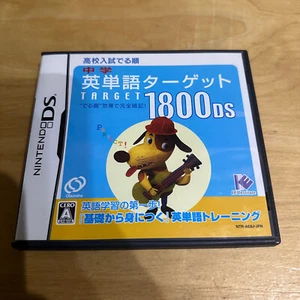 高校入試でる順
中学
英単語ターゲット
TARGET
1800DS
"でる順"効果で完全暗記!
NINTENDO DS
CERO
A
英語学習の第一歩!
「基礎から身につく」英単語トレーニング